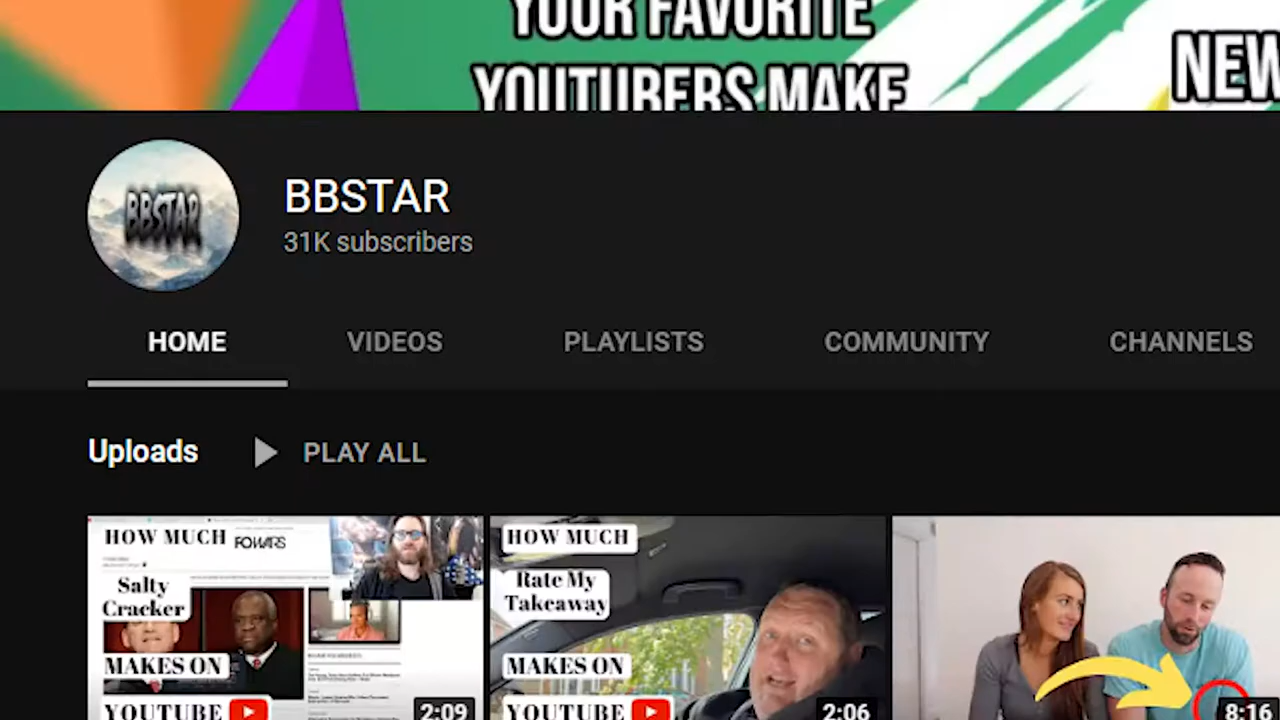 YOUR FAVORITE
YOUTUBERS MAKE
NEW
BBSTAR
BBSTAR
31K subscribers
HOME VIDEOS PLAYLISTS COMMUNITY CHANNELS
Uploads PLAY ALL
HOW MUCH
FOWARS
Salty
Cracker
MAKES ON
YOUTUBE
2:09
HOW MUCH
Rate My
Takeaway
MAKES ON
YOUTUBE
2:06
8:16